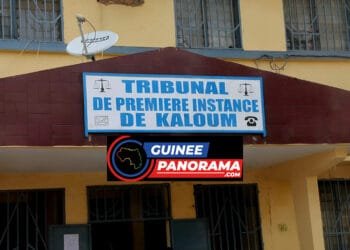 TRIBUNAL
DE PREMIERE INSTANCE
DE KALOUM
GUINEE
PANORAMA
.COM